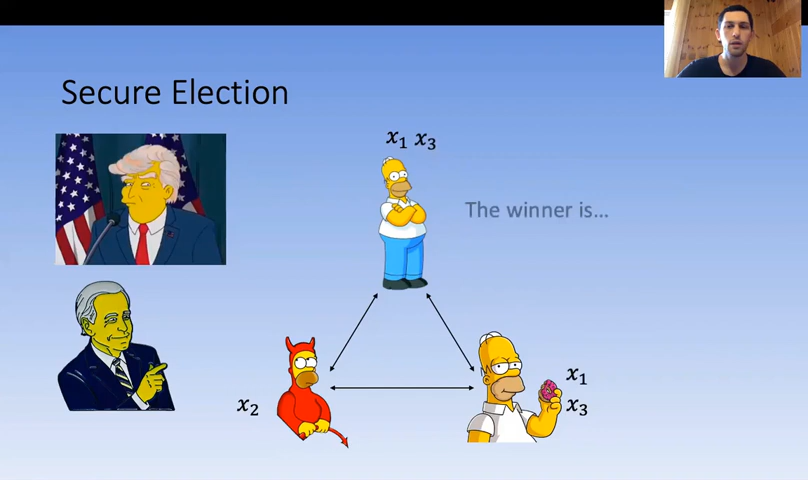 Secure Election
x₁ x₃
The winner is...
x₁
x₂
x₃